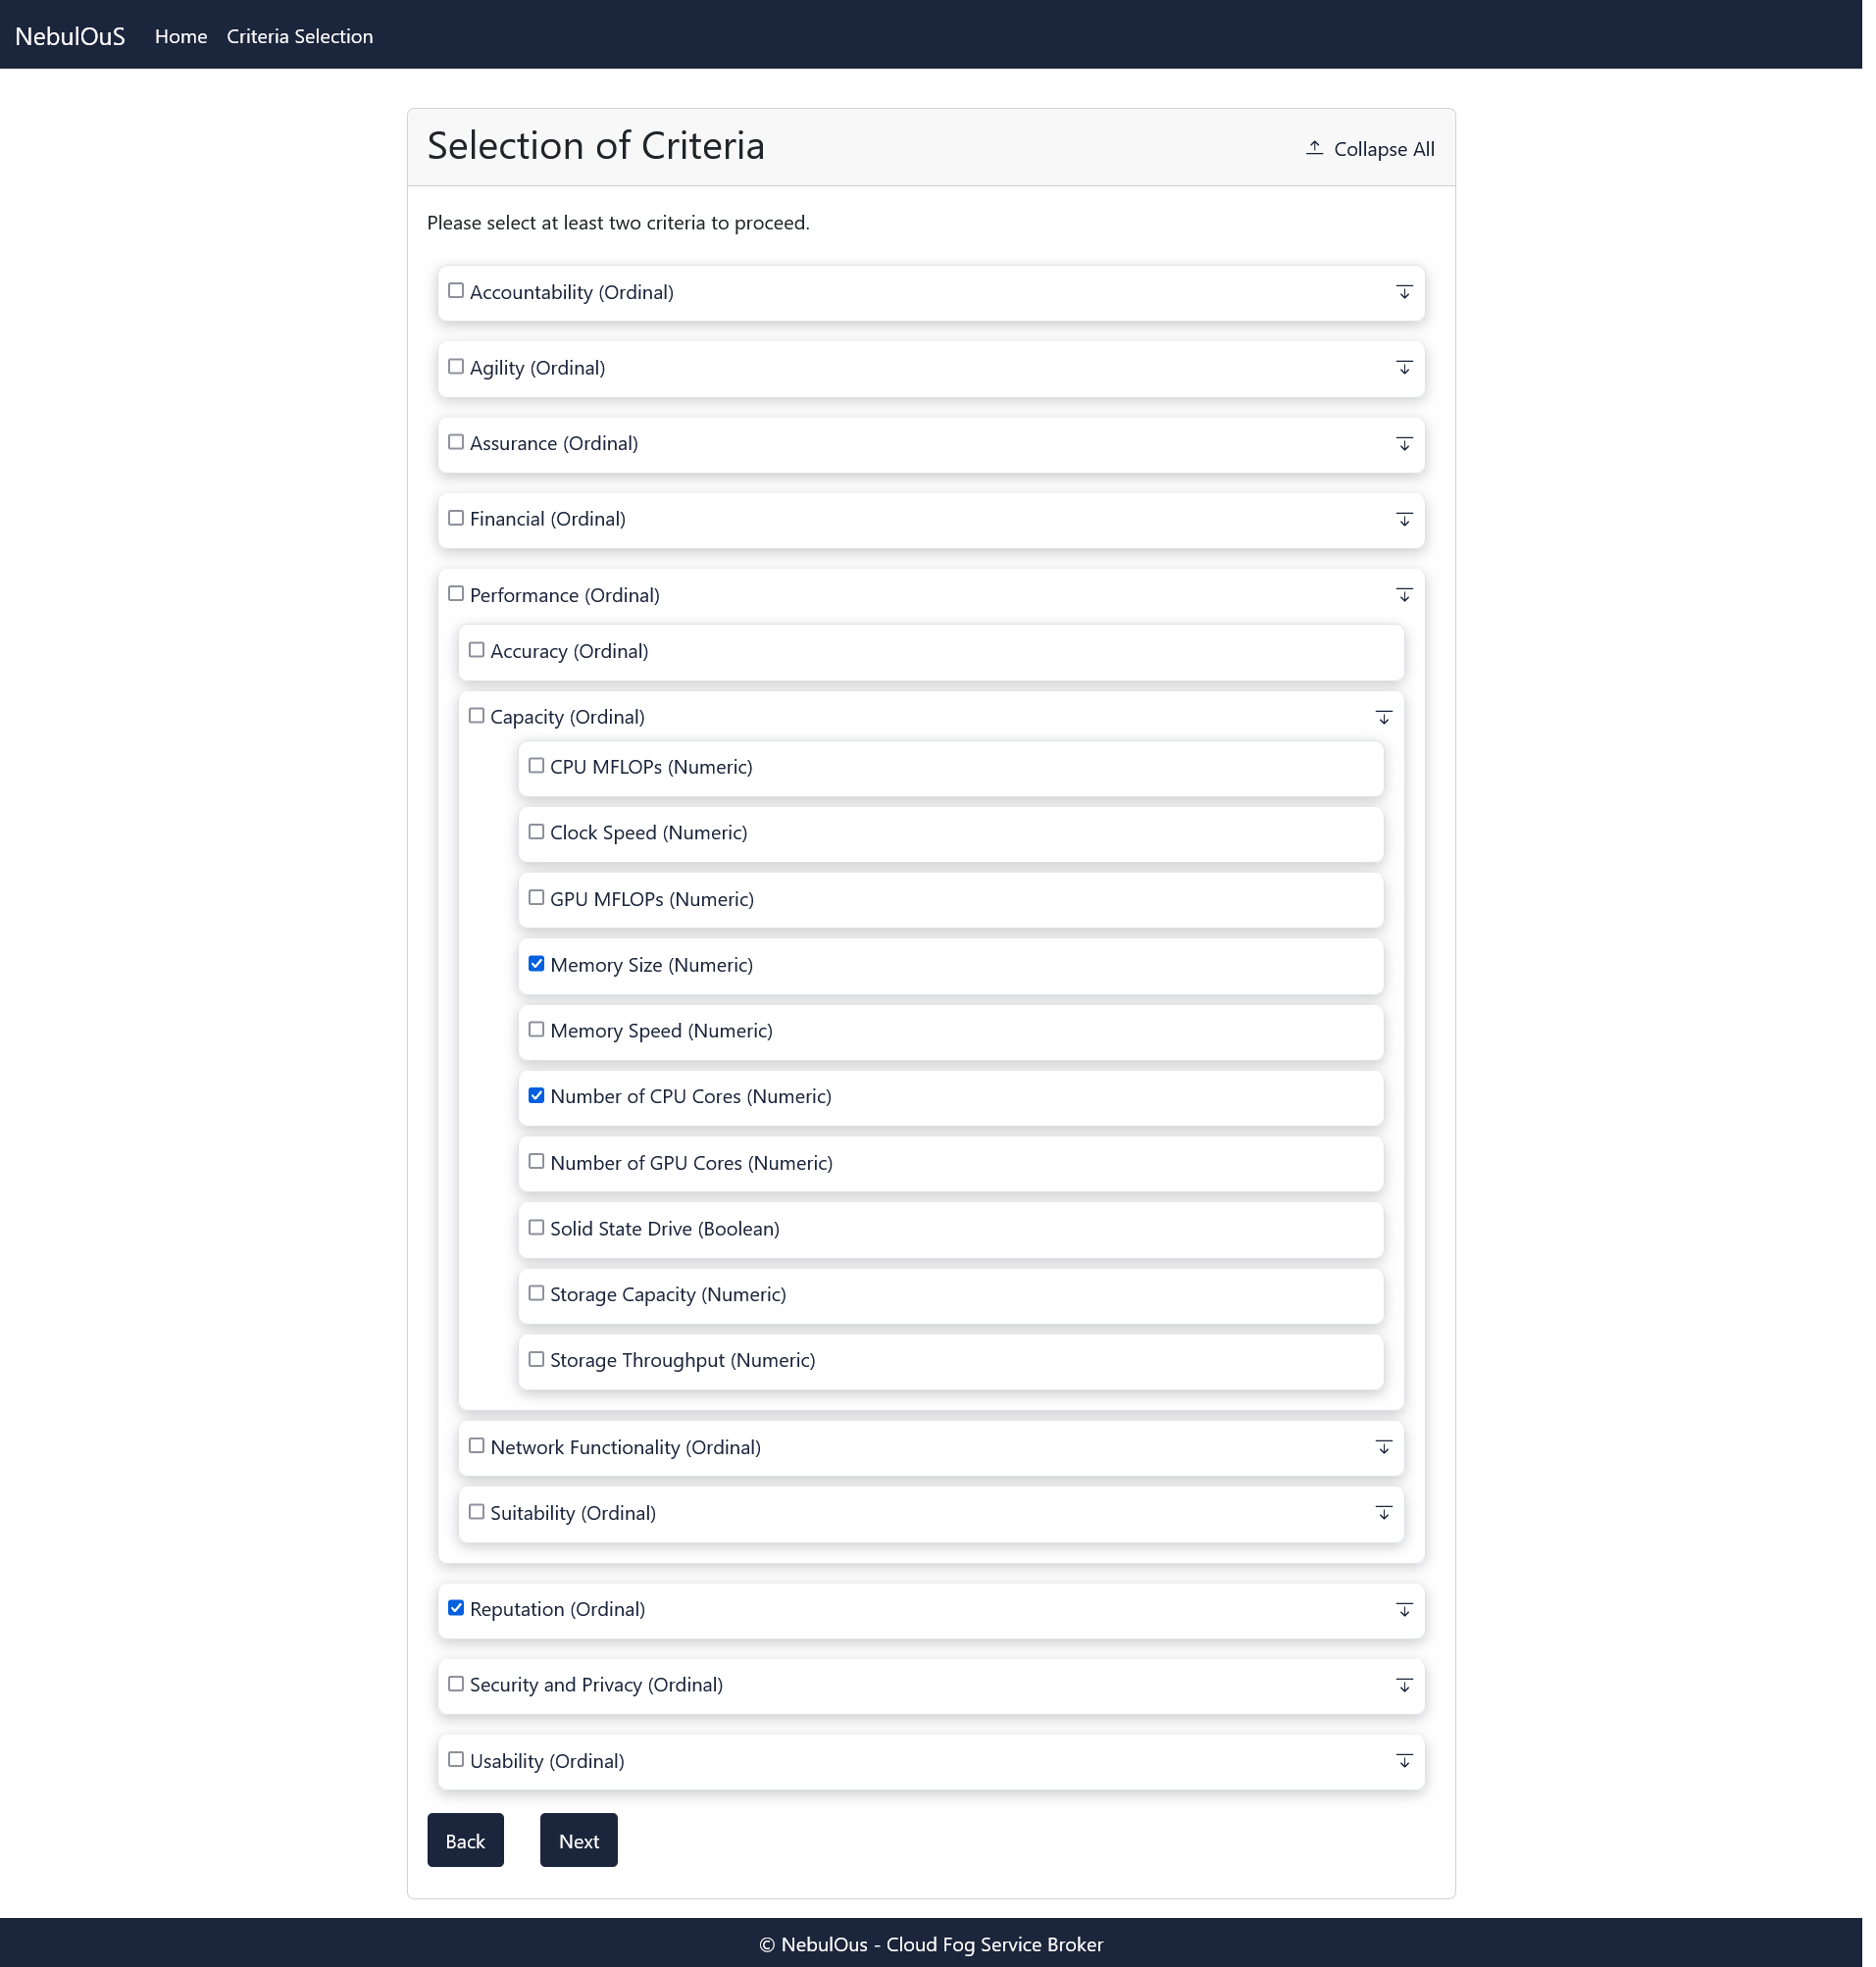 NebulOuS Home Criteria Selection
Selection of Criteria Collapse All
Please select at least two criteria to proceed.
Accountability (Ordinal)
Agility (Ordinal)
Assurance (Ordinal)
Financial (Ordinal)
Performance (Ordinal)
Accuracy (Ordinal)
Capacity (Ordinal)
CPU MFLOPs (Numeric)
Clock Speed (Numeric)
GPU MFLOPs (Numeric)
Memory Size (Numeric)
Memory Speed (Numeric)
Number of CPU Cores (Numeric)
Number of GPU Cores (Numeric)
Solid State Drive (Boolean)
Storage Capacity (Numeric)
Storage Throughput (Numeric)
Network Functionality (Ordinal)
Suitability (Ordinal)
Reputation (Ordinal)
Security and Privacy (Ordinal)
Usability (Ordinal)
Back Next
© NebulOus - Cloud Fog Service Broker